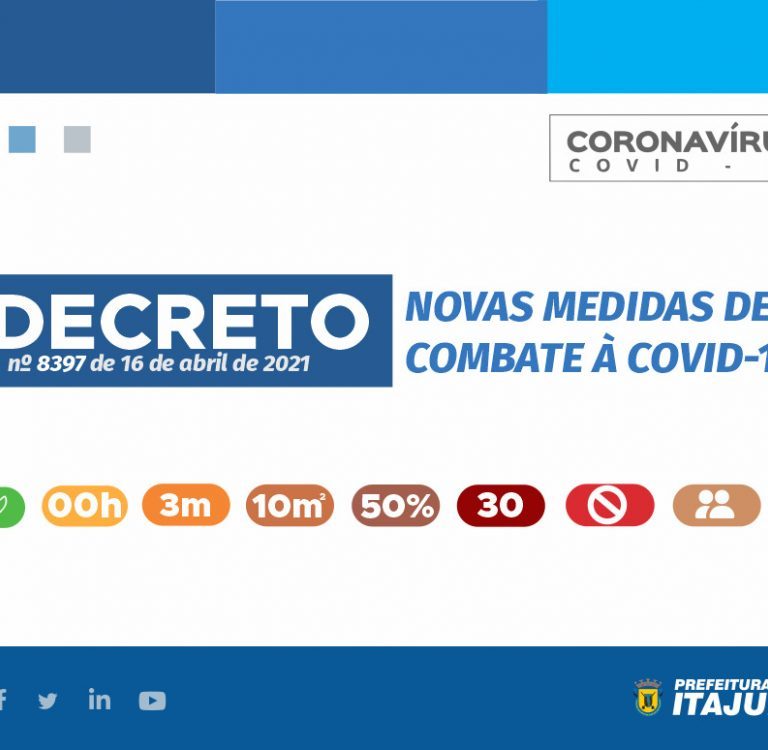 CORONAVÍRU
COVID -
DECRETO
nº 8397 de 16 de abril de 2021
NOVAS MEDIDAS DE
COMBATE À COVID-1
00h
3m
10m²
50%
30
PREFEITURA
ITAJU